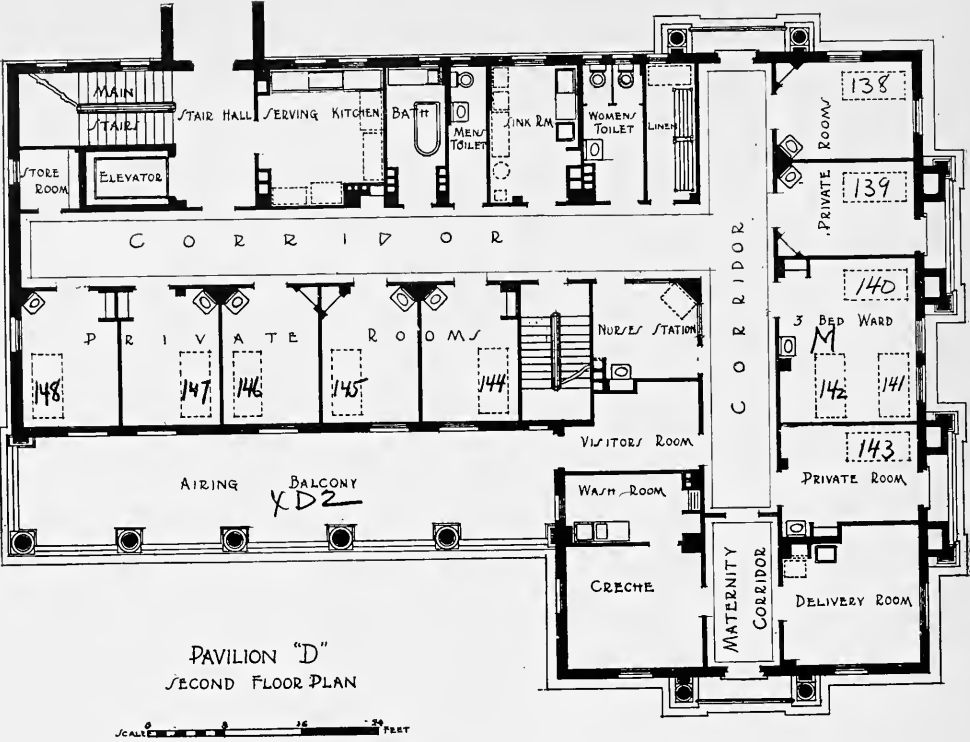 MAIN
STAIRS
STAIR HALL
SERVING KITCHEN
BATH
MENS
TOILET
SINK RM
WOMENS
TOILET
LINEN
ROOMS
138
STORE
ROOM
ELEVATOR
PRIVATE
139
CORRIDOR
CORRIDOR
140
3 BED WARD
M
142
141
PRIVATE ROOMS
148
147
146
145
144
NURSES STATION
VISITORS ROOM
143
PRIVATE ROOM
AIRING BALCONY
XD2
WASH ROOM
CRECHE
MATERNITY
CORRIDOR
DELIVERY ROOM
PAVILION "D"
SECOND FLOOR PLAN
SCALE 0 8 16 24 FEET